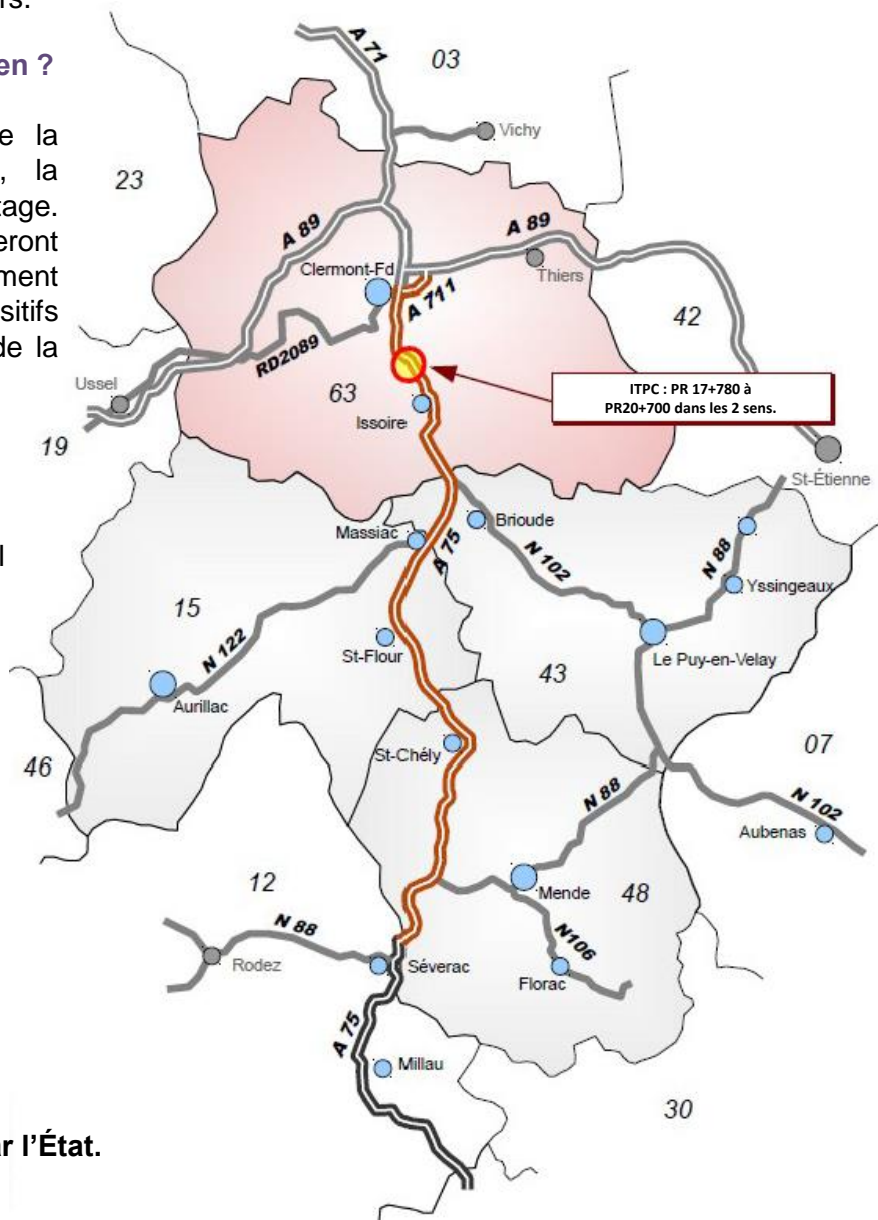 rs.
en ?
e la
, la
tage.
eront
ment
sitifs
de la
l
ar l'État.
A 71
03
Vichy
23
A 89
A 89
Clermont-Fd
Thiers
A 711
42
RD2089
Ussel
63
ITPC : PR 17+780 à
PR20+700 dans les 2 sens.
Issoire
19
St-Étienne
Massiac
Brioude
A 75
N 102
N 88
Yssingeaux
15
N 122
St-Flour
Le Puy-en-Velay
43
Aurillac
46
St-Chély
07
N 88
N 102
Aubenas
12
Mende
48
N 88
N106
Rodez
Séverac
Florac
A 75
Millau
30